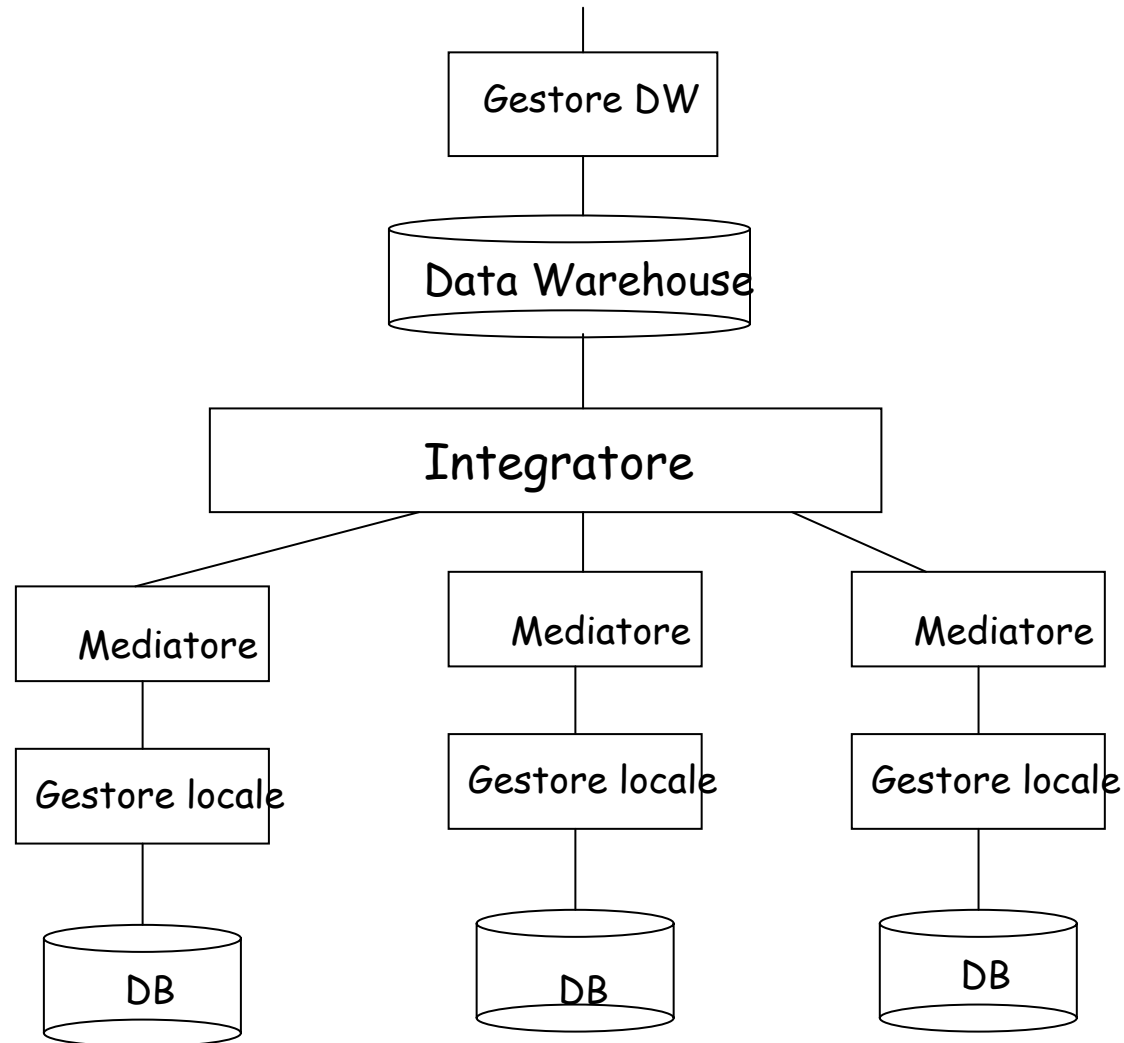 Gestore DW
Data Warehouse
Integratore
Mediatore
Mediatore
Mediatore
Gestore locale
Gestore locale
Gestore locale
DB
DB
DB